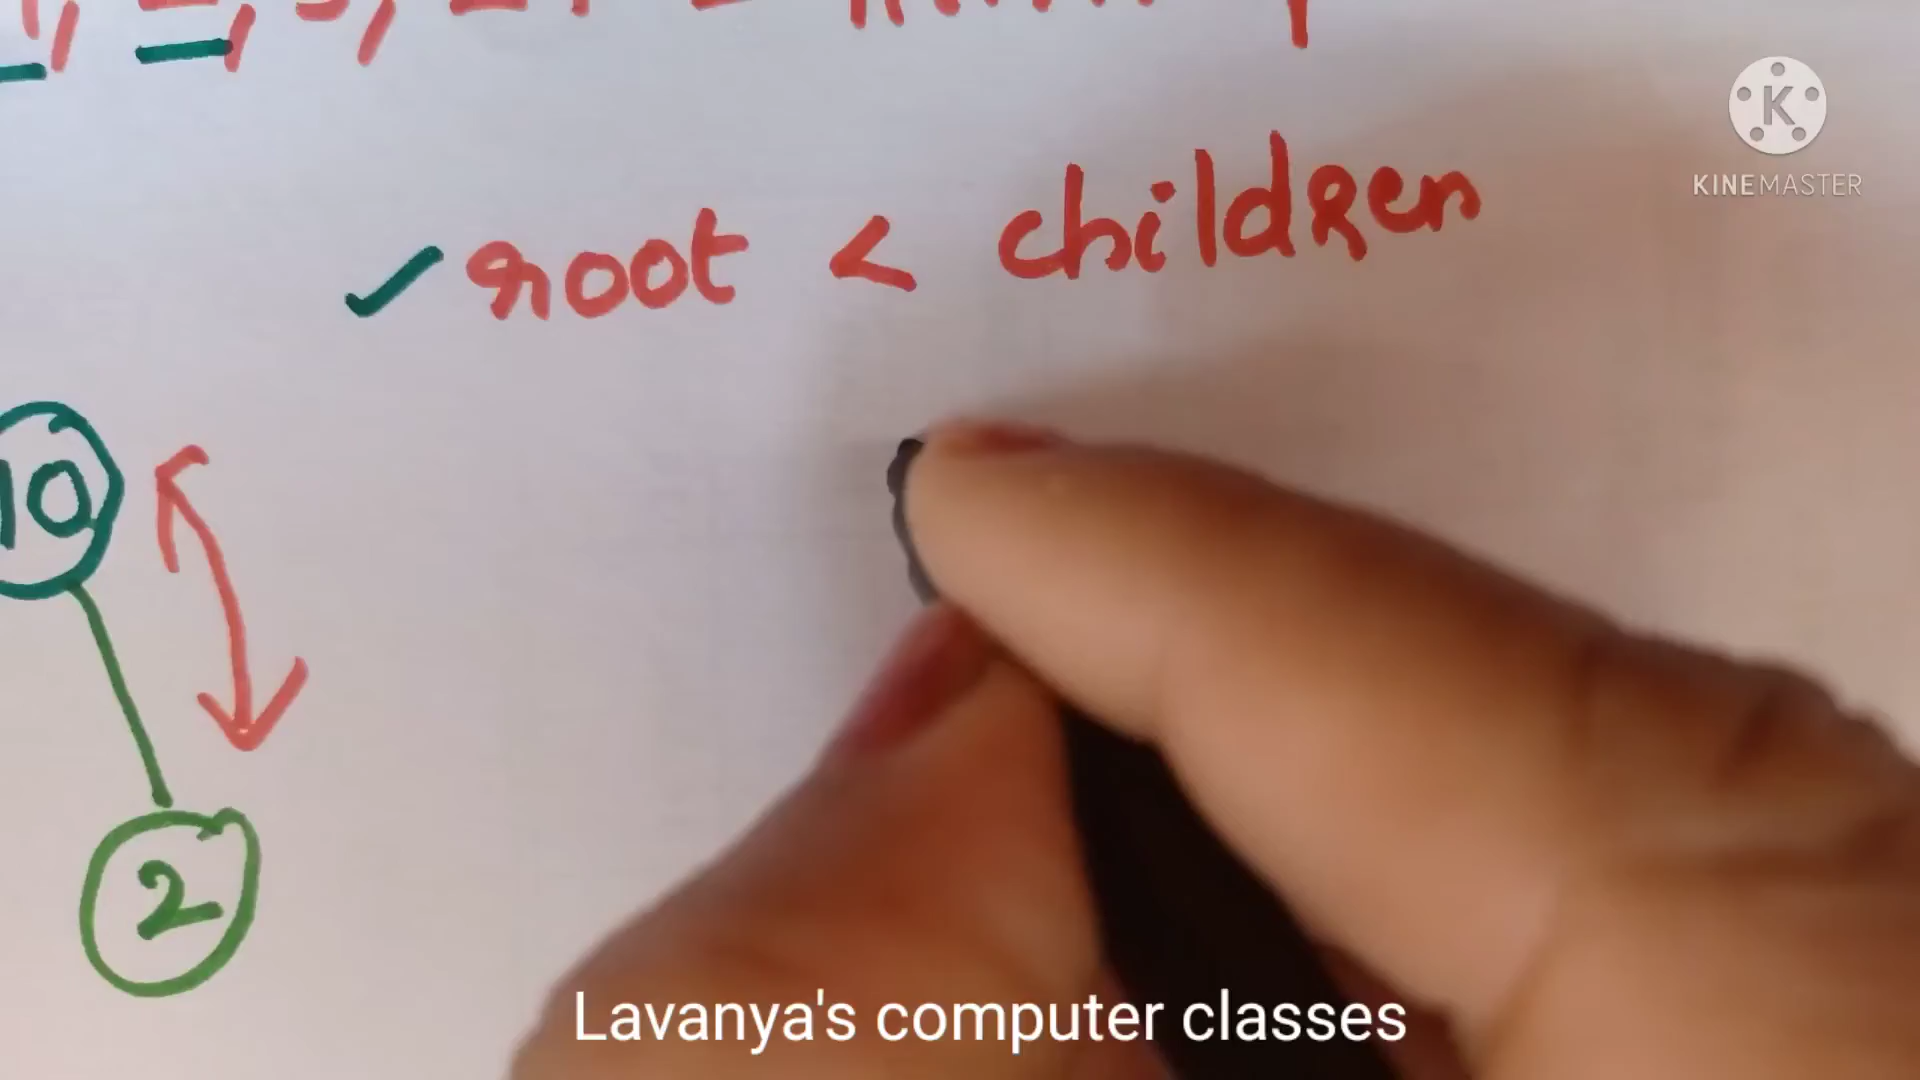 K
KINEMASTER
root < children
10
2
Lavanya's computer classes